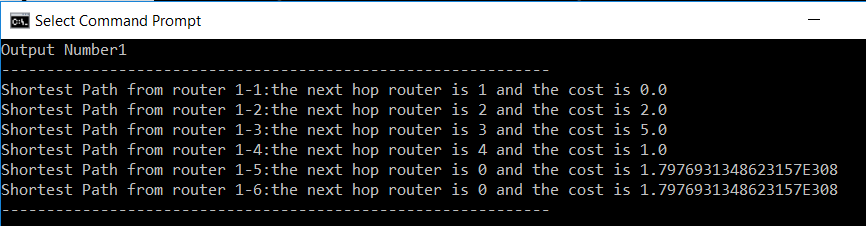 Select Command Prompt
Output Number1
------------------------------------------------------------
Shortest Path from router 1-1:the next hop router is 1 and the cost is 0.0
Shortest Path from router 1-2:the next hop router is 2 and the cost is 2.0
Shortest Path from router 1-3:the next hop router is 3 and the cost is 5.0
Shortest Path from router 1-4:the next hop router is 4 and the cost is 1.0
Shortest Path from router 1-5:the next hop router is 0 and the cost is 1.7976931348623157E308
Shortest Path from router 1-6:the next hop router is 0 and the cost is 1.7976931348623157E308
------------------------------------------------------------